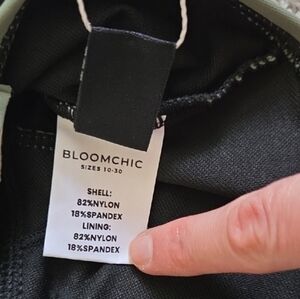 BLOOMCHIC
SIZES 10-30
SHELL:
82%NYLON
18%SPANDEX
LINING:
82%NYLON
18%SPANDEX